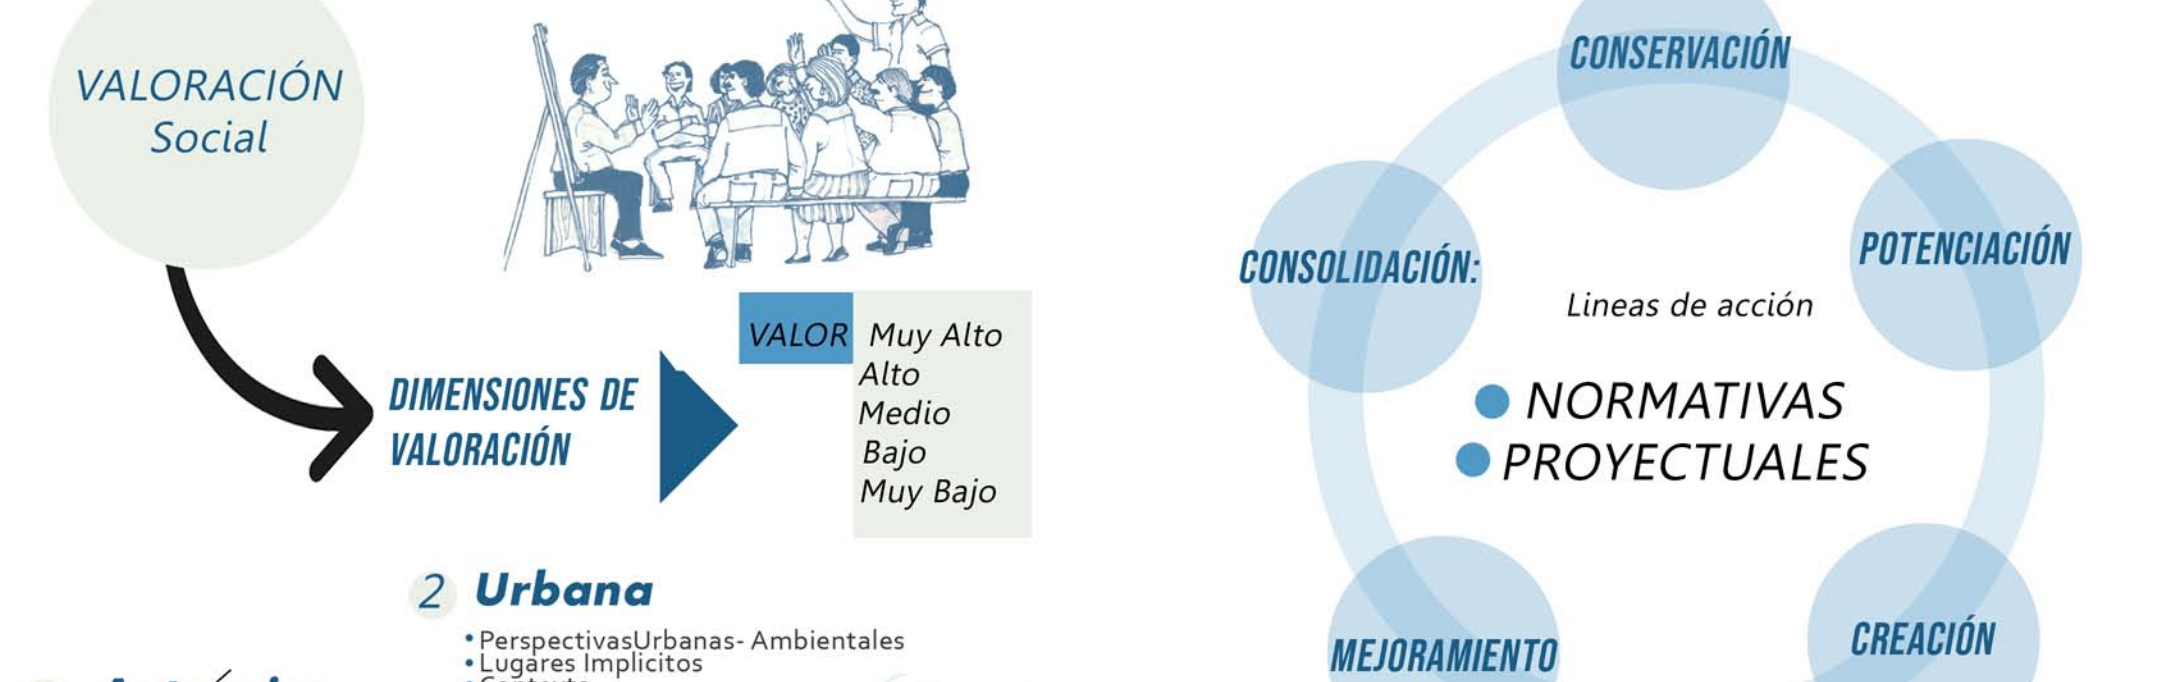 VALORACIÓN
Social
DIMENSIONES DE
VALORACIÓN
VALOR Muy Alto
Alto
Medio
Bajo
Muy Bajo
2 Urbana
• PerspectivasUrbanas- Ambientales
• Lugares Implicitos
CONSERVACIÓN
POTENCIACIÓN
CONSOLIDACIÓN:
Lineas de acción
NORMATIVAS
PROYECTUALES
MEJORAMIENTO
CREACIÓN